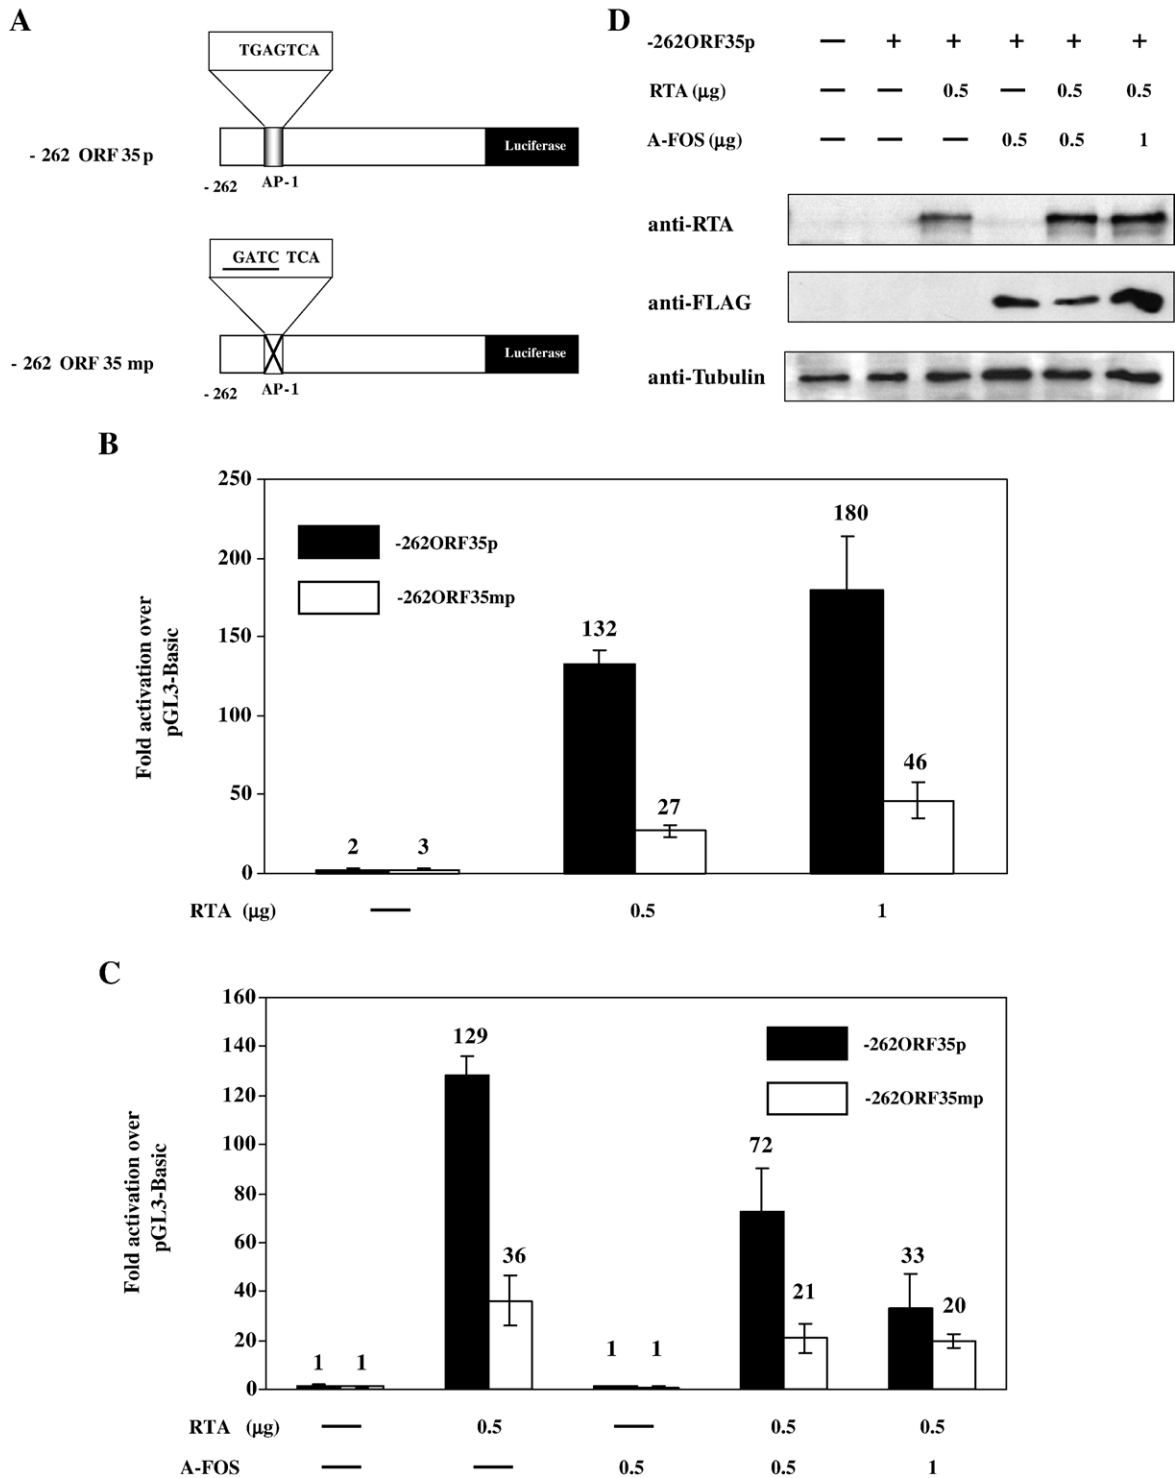 A
TGAGTCA
- 262 ORF 35 p
Luciferase
- 262
AP-1
GATC TCA
- 262 ORF 35 mp
Luciferase
- 262
AP-1
D
-262ORF35p — + + + + +
RTA (µg) — — 0.5 — 0.5 0.5
A-FOS (µg) — — — 0.5 0.5 1
anti-RTA
anti-FLAG
anti-Tubulin
B
Fold activation over
pGL3-Basic
250
200
150
100
50
0
-262ORF35p
-262ORF35mp
2 3
132
27
180
46
RTA (µg) — 0.5 1
C
Fold activation over
pGL3-Basic
160
140
120
100
80
60
40
20
0
-262ORF35p
-262ORF35mp
1 1
129
36
1 1
72
21
33
20
RTA (µg) — 0.5 — 0.5 0.5
A-FOS — — 0.5 0.5 1